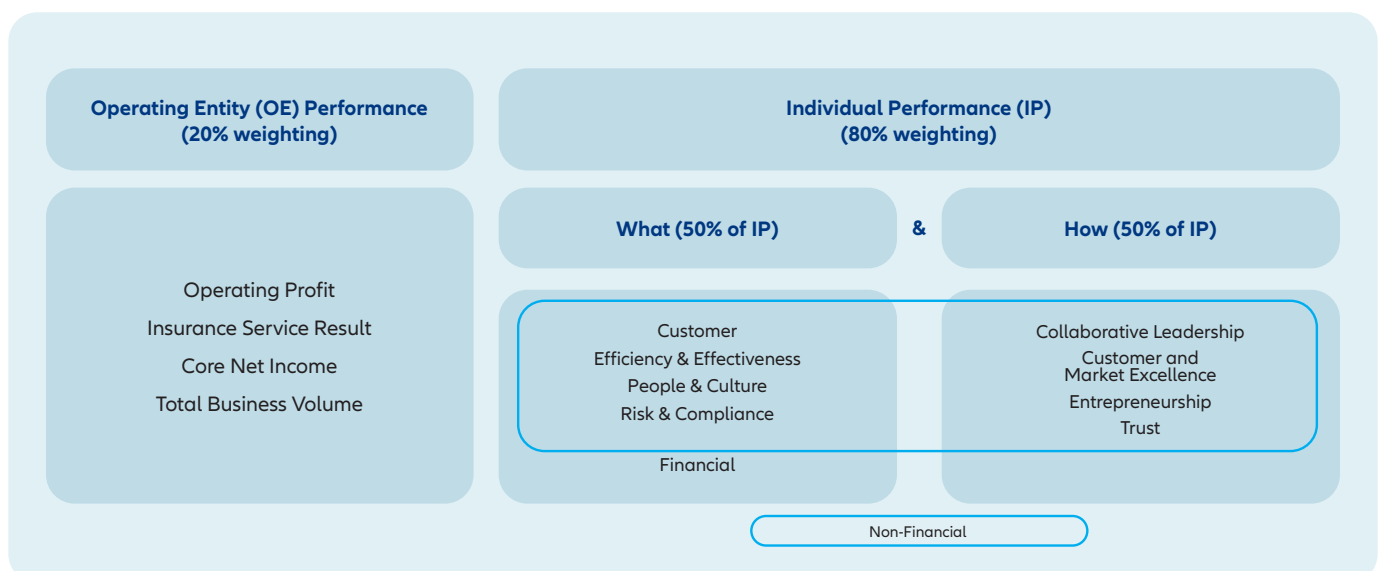 Operating Entity (OE) Performance
(20% weighting)
Individual Performance (IP)
(80% weighting)
Operating Profit
Insurance Service Result
Core Net Income
Total Business Volume
What (50% of IP)
&
How (50% of IP)
Customer
Efficiency & Effectiveness
People & Culture
Risk & Compliance
Financial
Collaborative Leadership
Customer and
Market Excellence
Entrepreneurship
Trust
Non-Financial